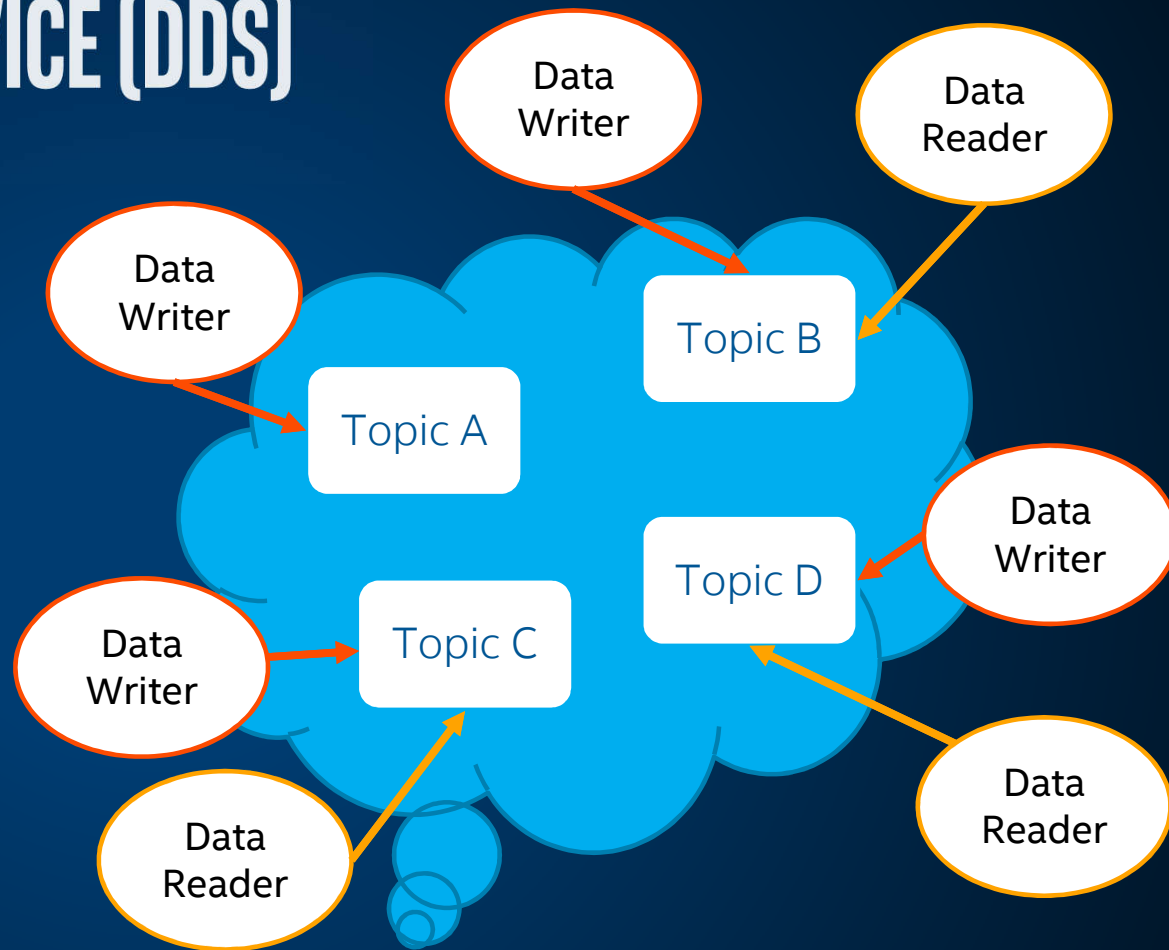 VICE (DDS)
Data
Writer
Data
Reader
Data
Writer
Topic B
Topic A
Data
Writer
Topic D
Data
Writer
Topic C
Data
Reader
Data
Reader